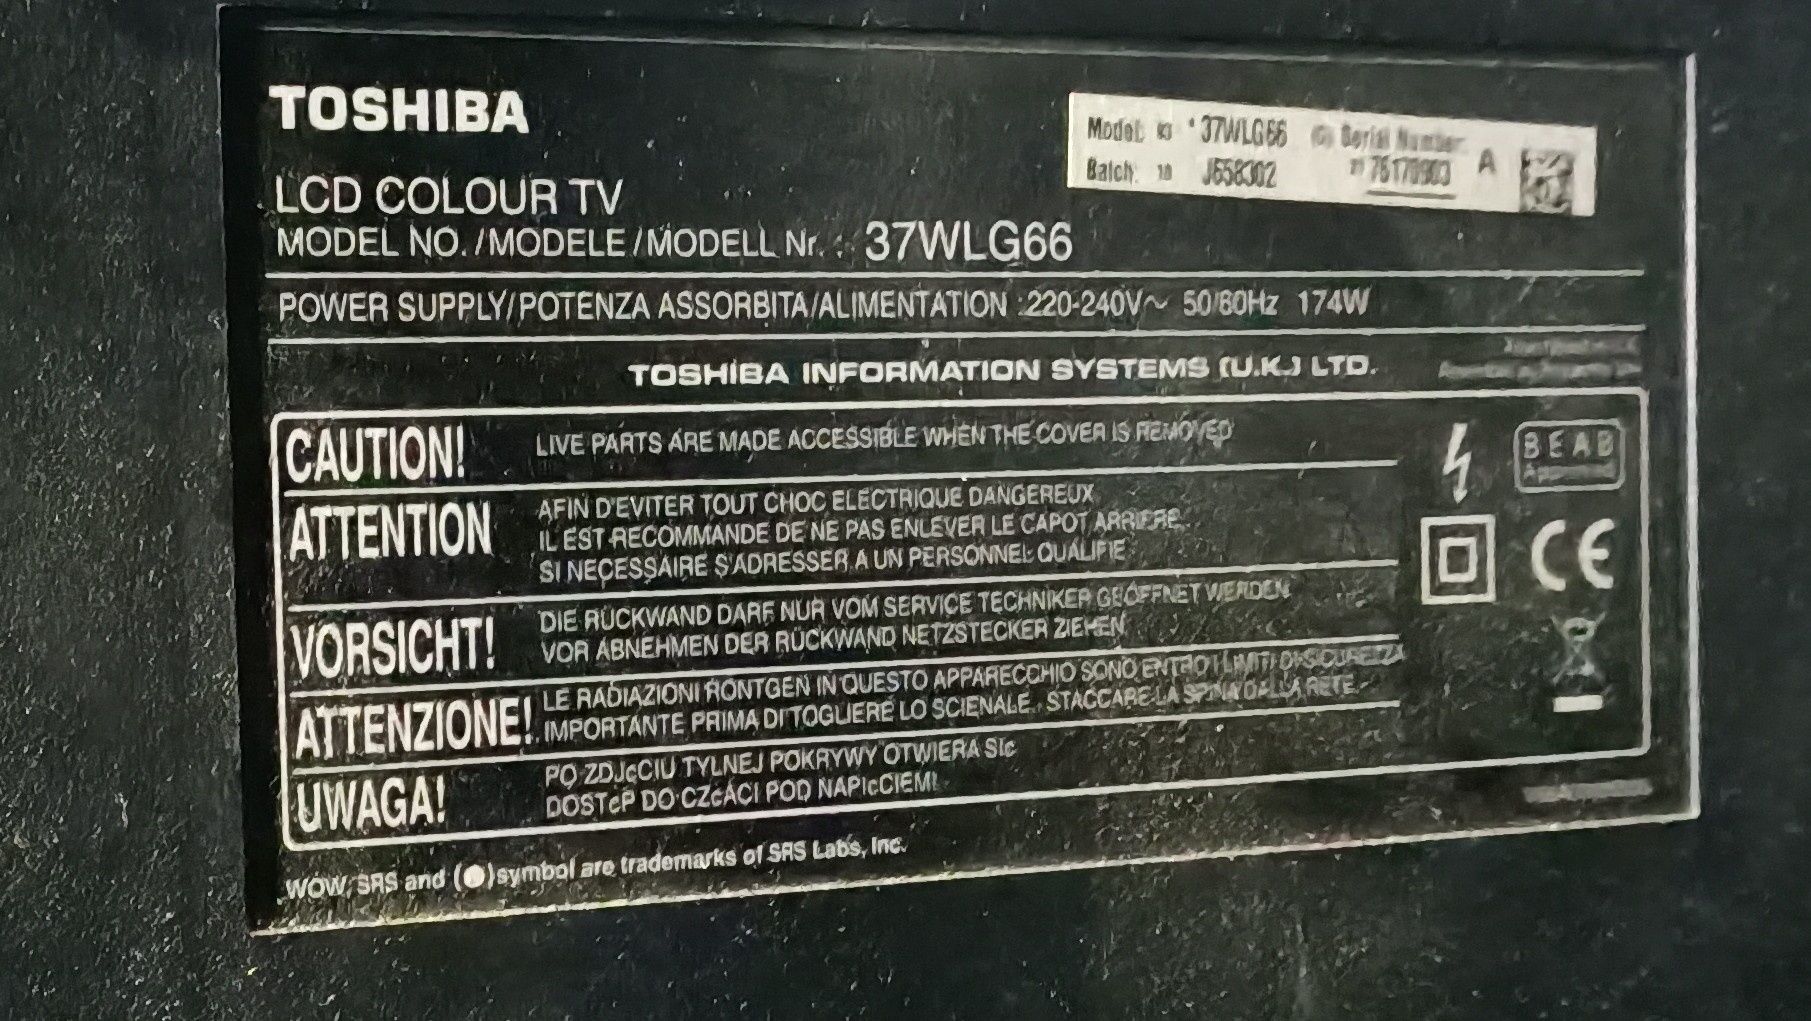 TOSHIBA
Model: 37WLG66 Serial Number:
Batch: 10 J658302 A
LCD COLOUR TV
MODEL NO./MODELE/MODELL Nr. : 37WLG66
POWER SUPPLY/POTENZA ASSORBITA/ALIMENTATION :220-240V~ 50/60Hz 174W
TOSHIBA INFORMATION SYSTEMS (U.K.) LTD.
CAUTION! LIVE PARTS ARE MADE ACCESSIBLE WHEN THE COVER IS REMOVED
BEAB
Approved
ATTENTION
AFIN D'EVITER TOUT CHOC ELECTRIQUE DANGEREUX
IL EST RECOMMANDE DE NE PAS ENLEVER LE CAPOT ARRIERE.
SI NECESSAIRE S'ADRESSER A UN PERSONNEL QUALIFIE
CE
VORSICHT!
DIE RÜCKWAND DARF NUR VOM SERVICE TECHNIKER GEÖFFNET WERDEN
VOR ABNEHMEN DER RÜCKWAND NETZSTECKER ZIEHEN
ATTENZIONE!
LE RADIAZIONI RÖNTGEN IN QUESTO APPARECCHIO SONO ENTRO I LIMITI DI SICUREZZA
IMPORTANTE PRIMA DI TOGLIERE LO SCIENALE, STACCARE LA SPINA DALLA RETE.
UWAGA!
PO ZDJcCIU TYLNEJ POKRYWY OTWIERA SIc
DOSTcP DO CZcACI POD NAPIcCIEM!
WOW, SRS and (●) symbol are trademarks of SRS Labs, Inc.